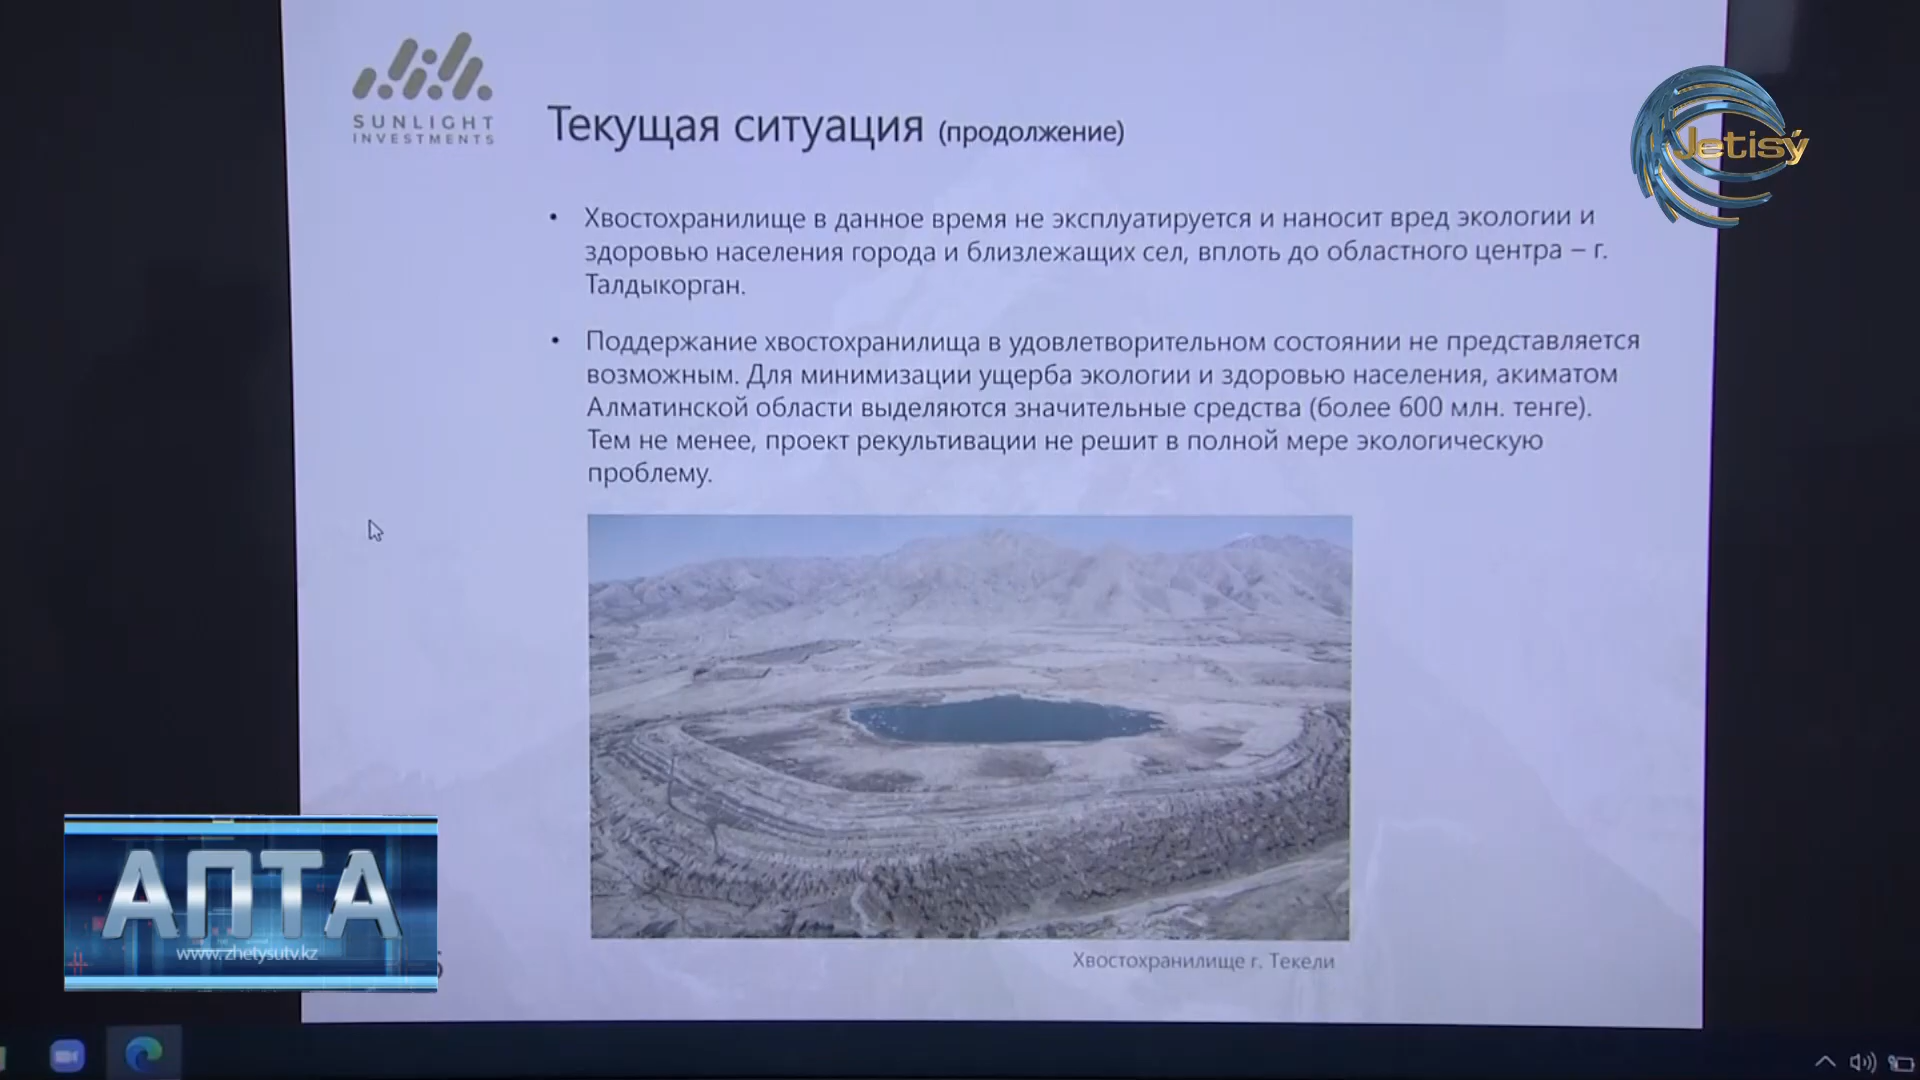 SUNLIGHT
INVESTMENTS
Текущая ситуация (продолжение)
Jetisý
• Хвостохранилище в данное время не эксплуатируется и наносит вред экологии и
здоровью населения города и близлежащих сел, вплоть до областного центра – г.
Талдыкорган.
• Поддержание хвостохранилища в удовлетворительном состоянии не представляется
возможным. Для минимизации ущерба экологии и здоровью населения, акиматом
Алматинской области выделяются значительные средства (более 600 млн. тенге).
Тем не менее, проект рекультивации не решит в полной мере экологическую
проблему.
Хвостохранилище г. Текели
АПТА
www.zhetysutv.kz